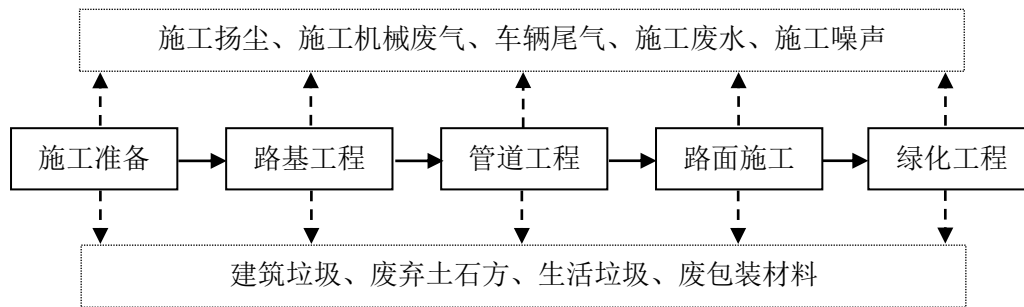 施工扬尘、施工机械废气、车辆尾气、施工废水、施工噪声
施工准备
路基工程
管道工程
路面施工
绿化工程
建筑垃圾、废弃土石方、生活垃圾、废包装材料